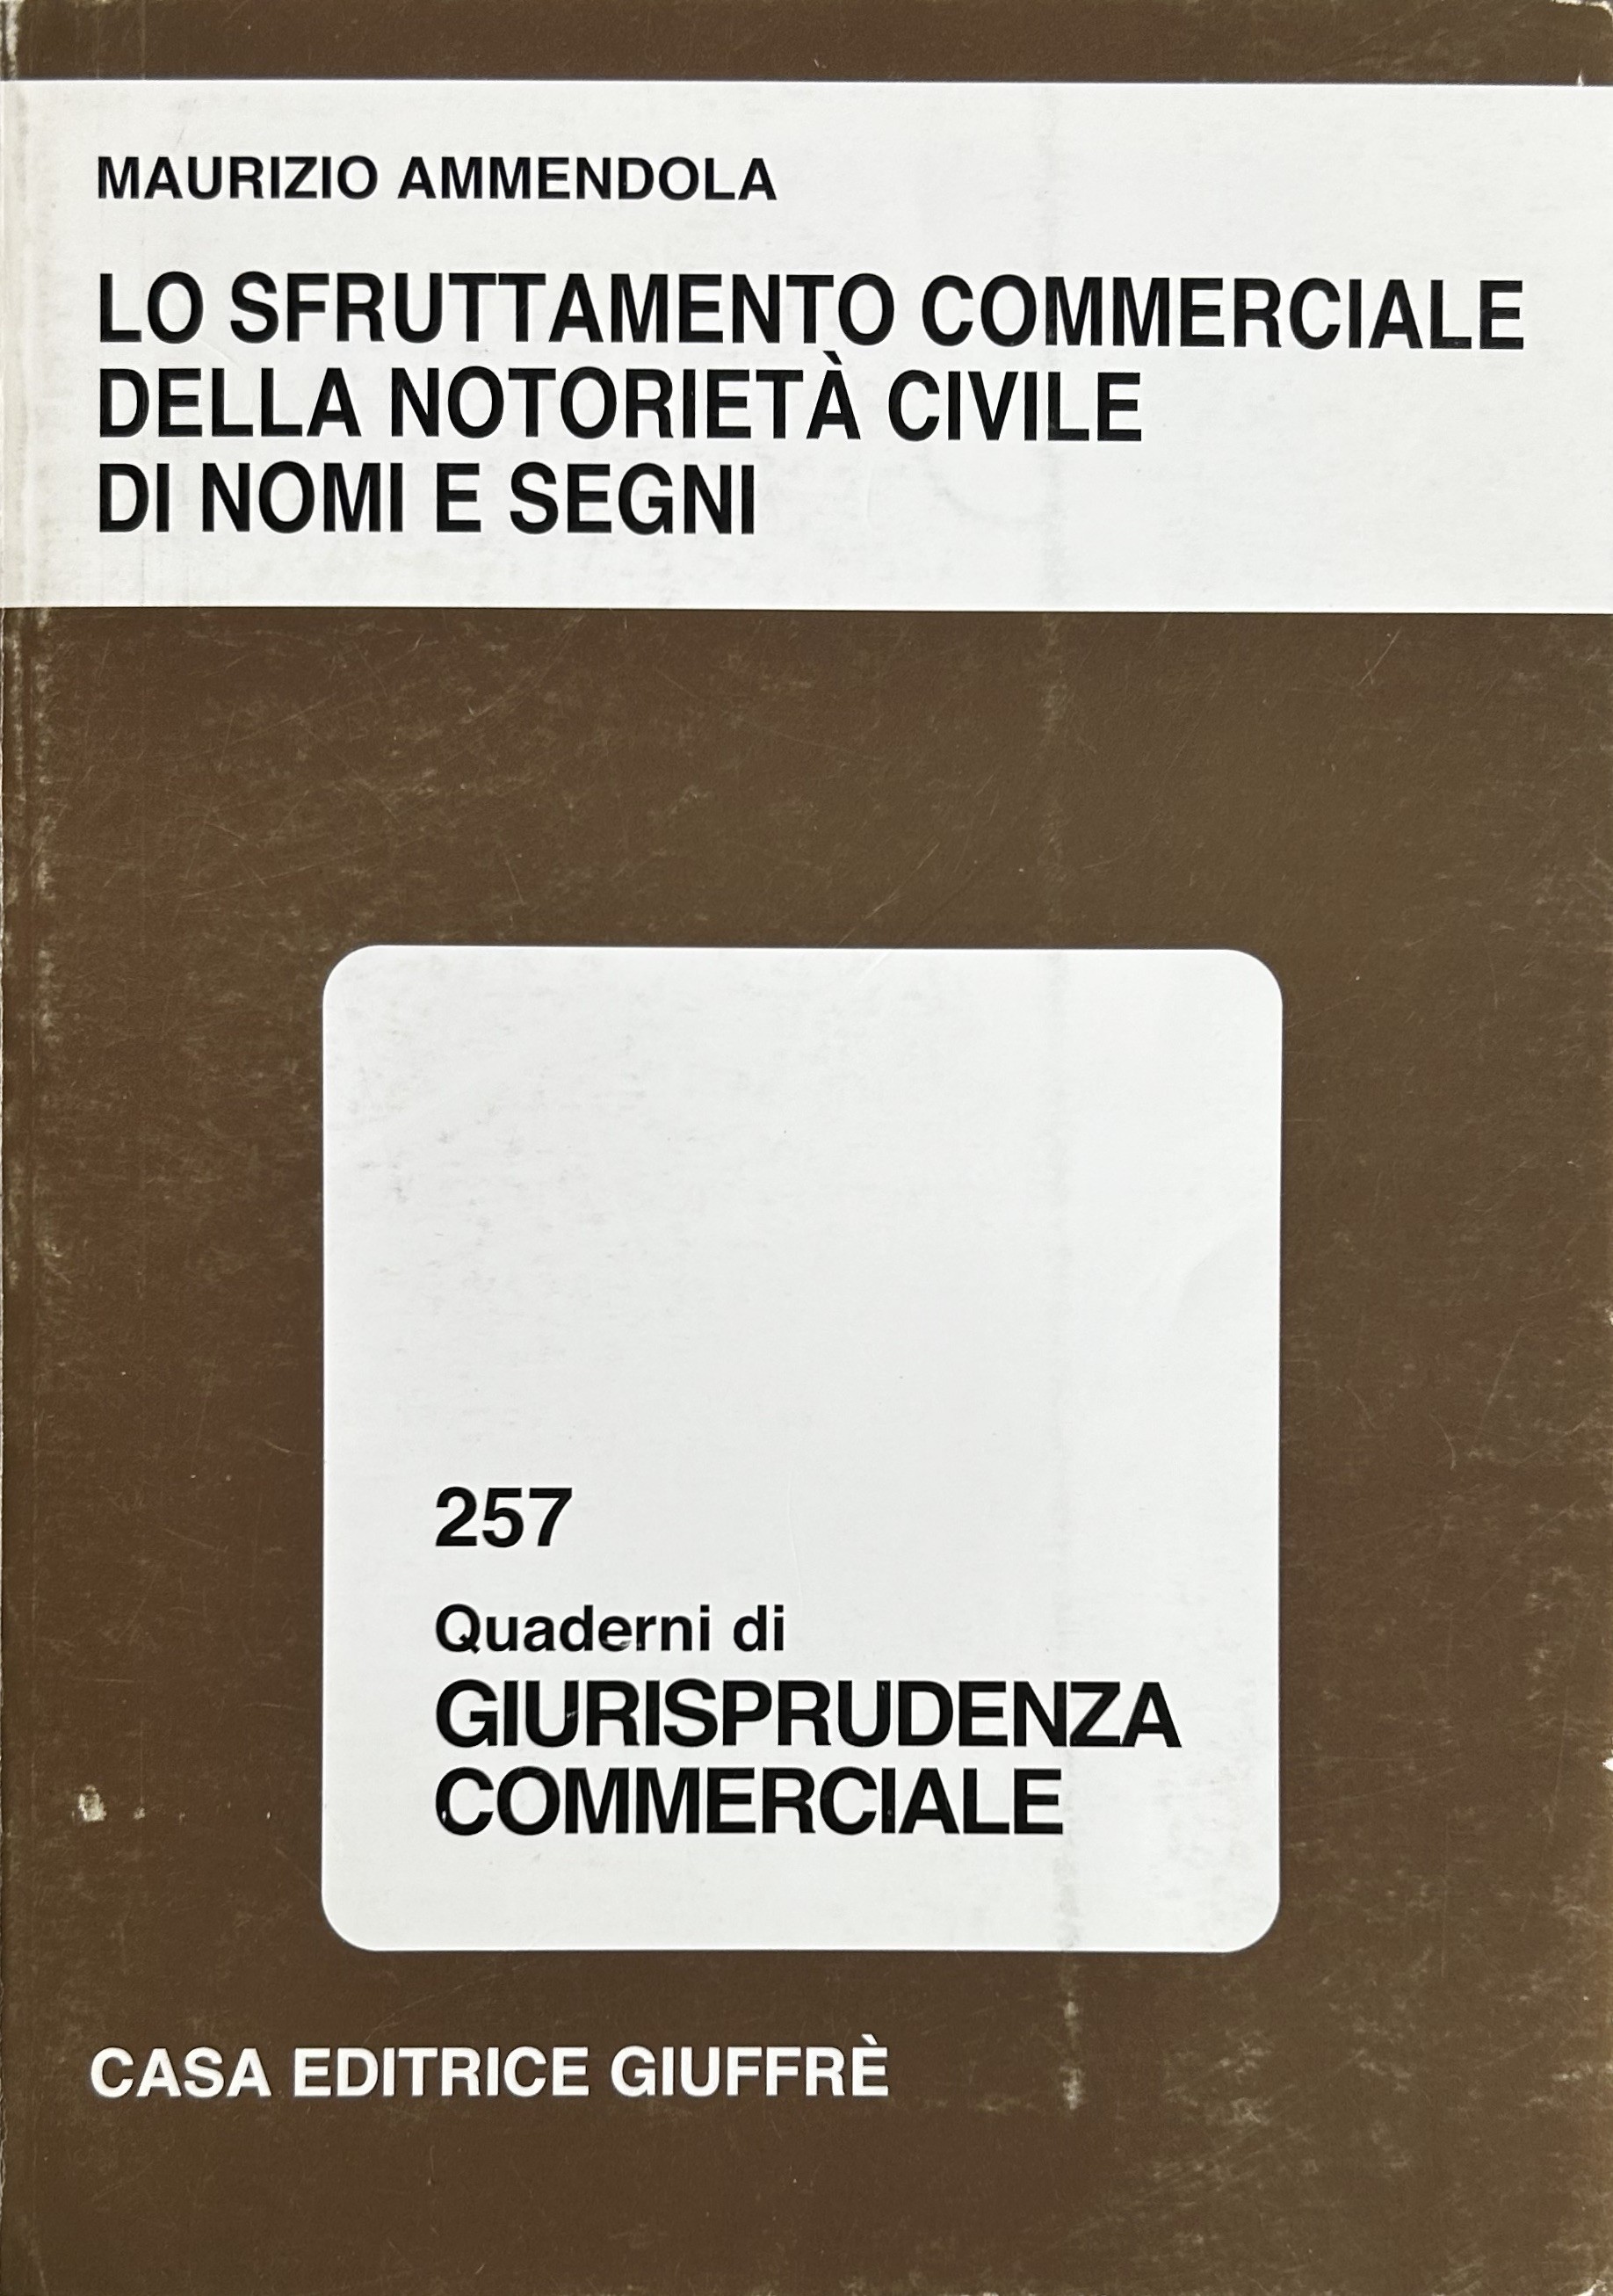 MAURIZIO AMMENDOLA
LO SFRUTTAMENTO COMMERCIALE
DELLA NOTORIETÀ CIVILE
DI NOMI E SEGNI
257
Quaderni di
GIURISPRUDENZA
COMMERCIALE
CASA EDITRICE GIUFFRÈ